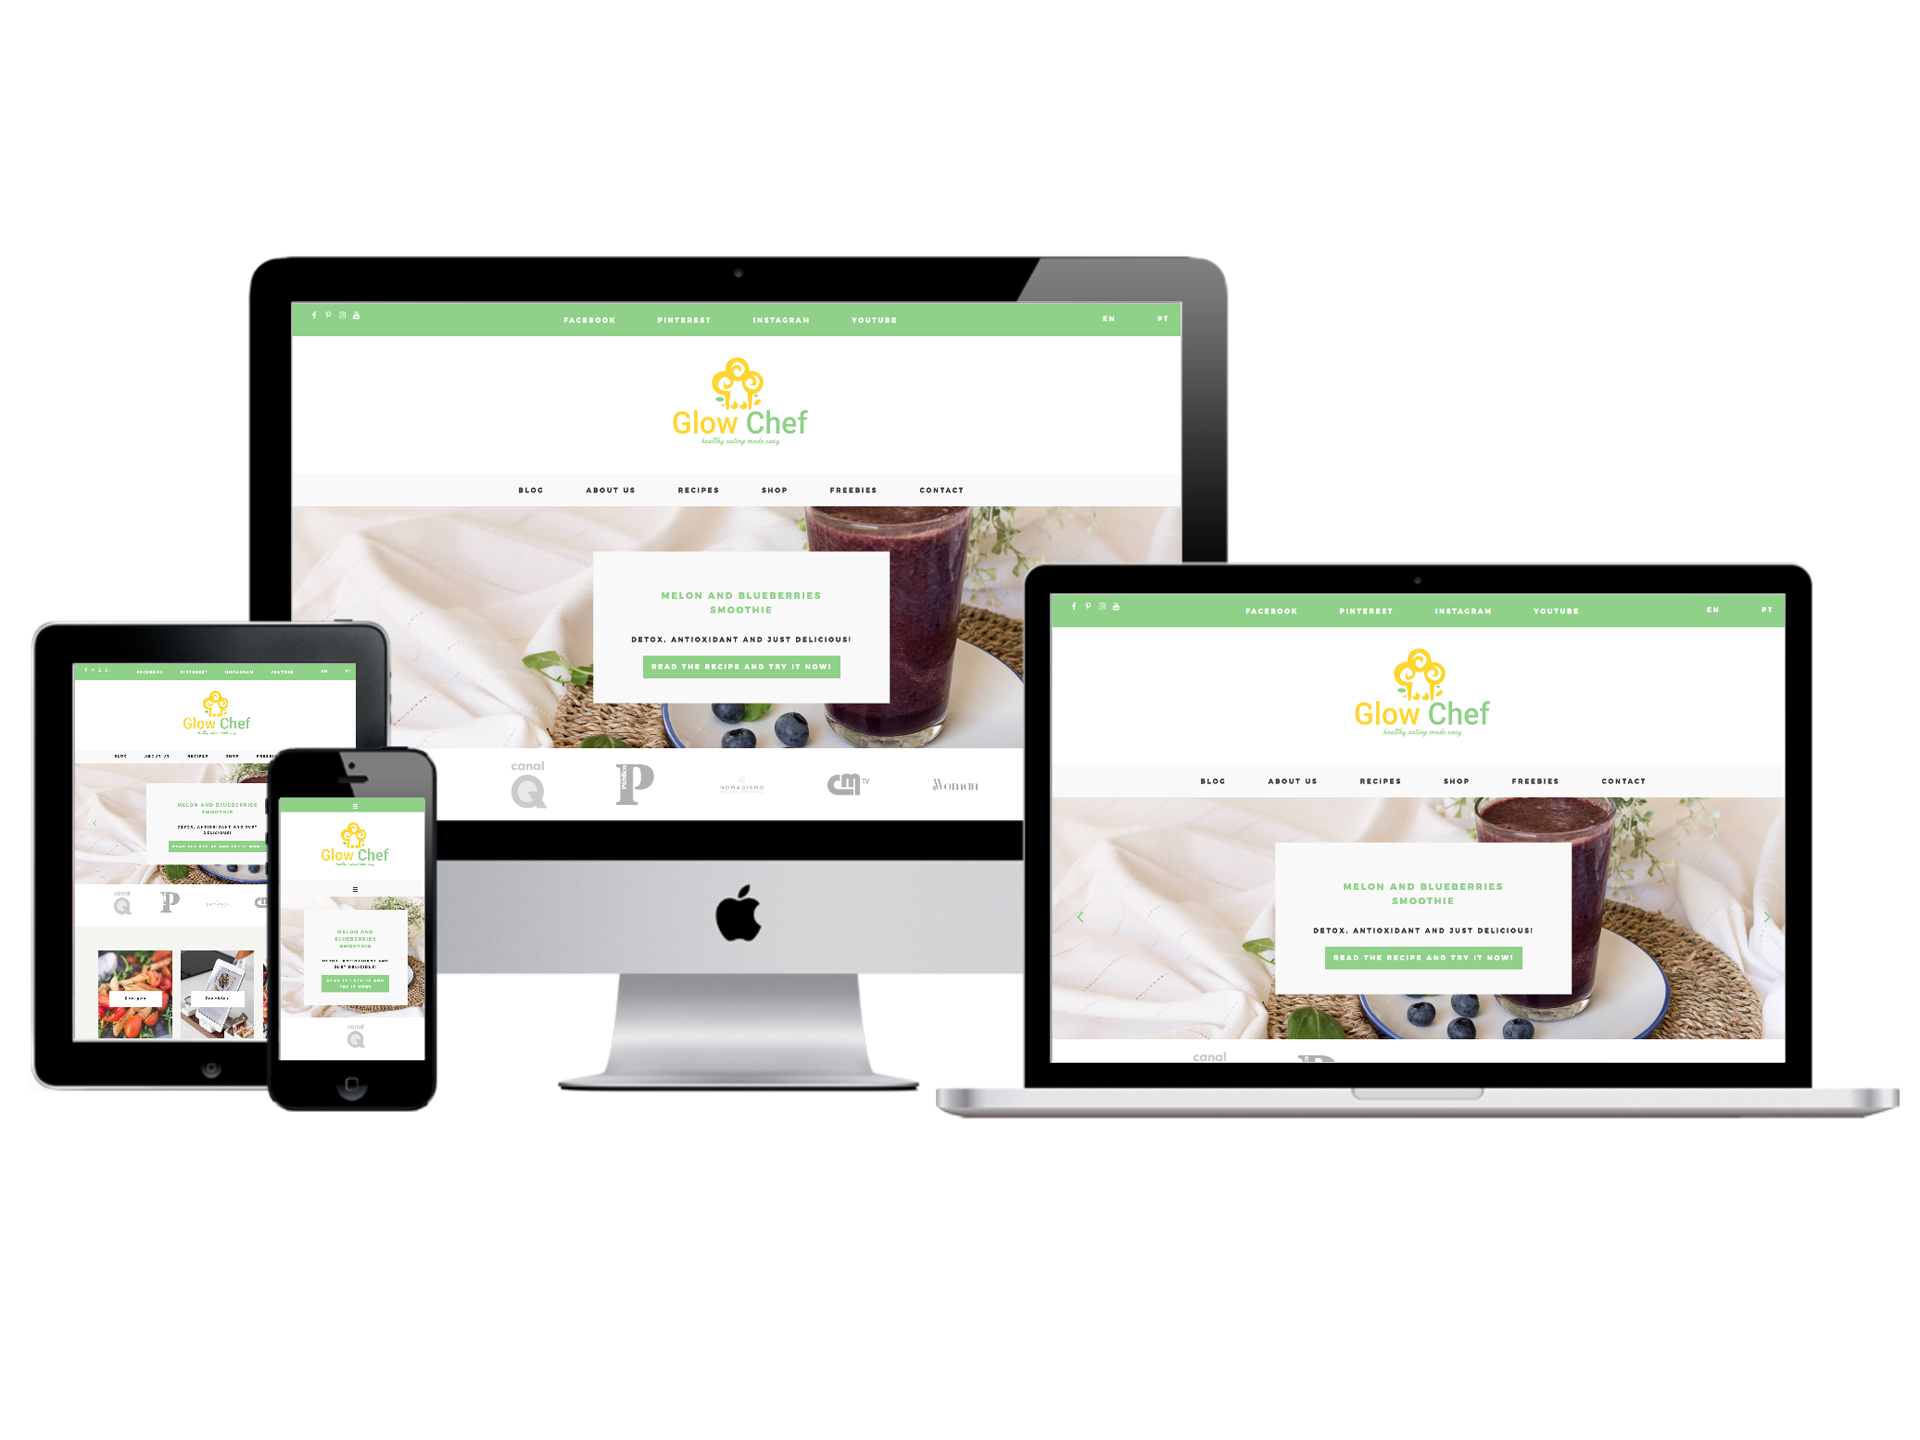 FACEBOOK PINTEREST INSTAGRAM YOUTUBE EN PT
Glow Chef
healthy eating made easy
BLOG ABOUT US RECIPES SHOP FREEBIES CONTACT
MELON AND BLUEBERRIES
SMOOTHIE
DETOX, ANTIOXIDANT AND JUST DELICIOUS!
READ THE RECIPE AND TRY IT NOW!
canal
Q
P
Público
NOMADISMO
CM TV
Woman
FACEBOOK PINTEREST INSTAGRAM YOUTUBE EN PT
Glow Chef
healthy eating made easy
BLOG ABOUT US RECIPES SHOP FREEBIES CONTACT
MELON AND BLUEBERRIES
SMOOTHIE
DETOX, ANTIOXIDANT AND JUST DELICIOUS!
READ THE RECIPE AND TRY IT NOW!
canal
FACEBOOK PINTEREST INSTAGRAM YOUTUBE EN PT
Glow Chef
BLOG ABOUT US RECIPES SHOP
MELON AND BLUEBERRIES
SMOOTHIE
DETOX, ANTIOXIDANT AND JUST
DELICIOUS!
READ THE RECIPE AND TRY IT NOW
canal
Q
P
Recipes
Freebies
Glow Chef
MELON AND
BLUEBERRIES
SMOOTHIE
DETOX, ANTIOXIDANT AND
JUST DELICIOUS!
READ THE RECIPE AND
TRY IT NOW!
canal
Q